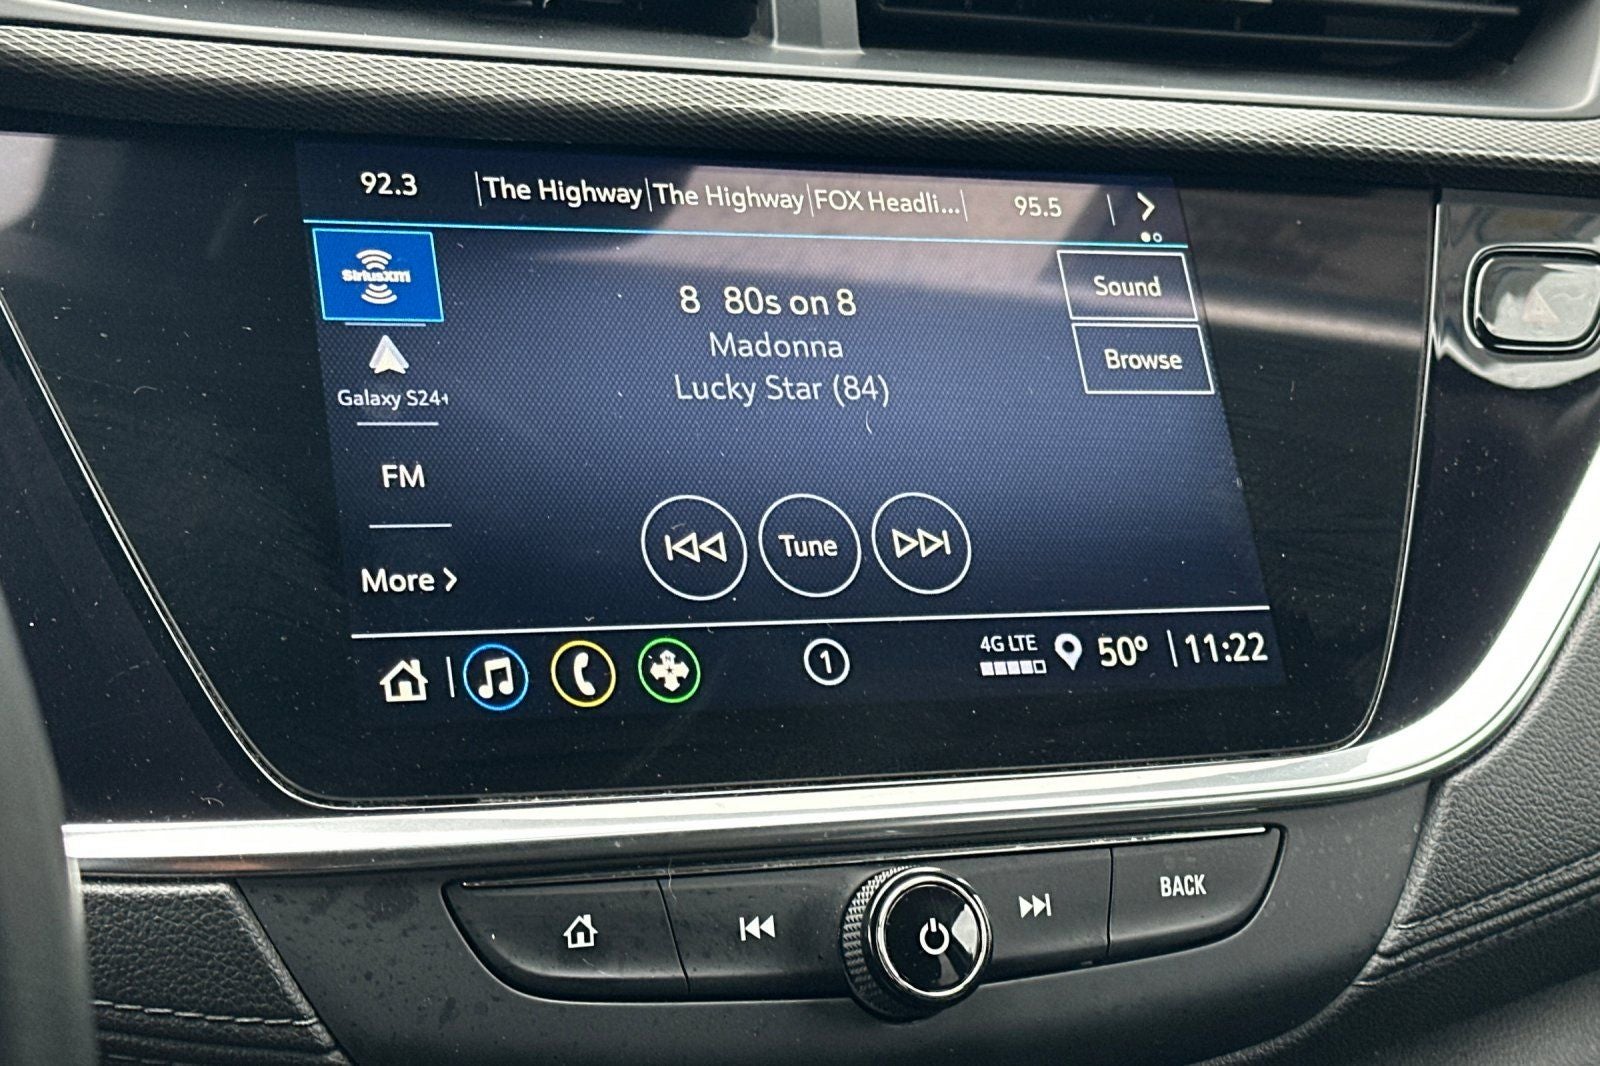 92.3 The Highway The Highway FOX Headli... 95.5
SiriusXM
8 80s on 8
Sound
Madonna
Browse
Lucky Star (84)
Galaxy S24+
FM
Tune
More
1
4G LTE
50° 11:22
BACK